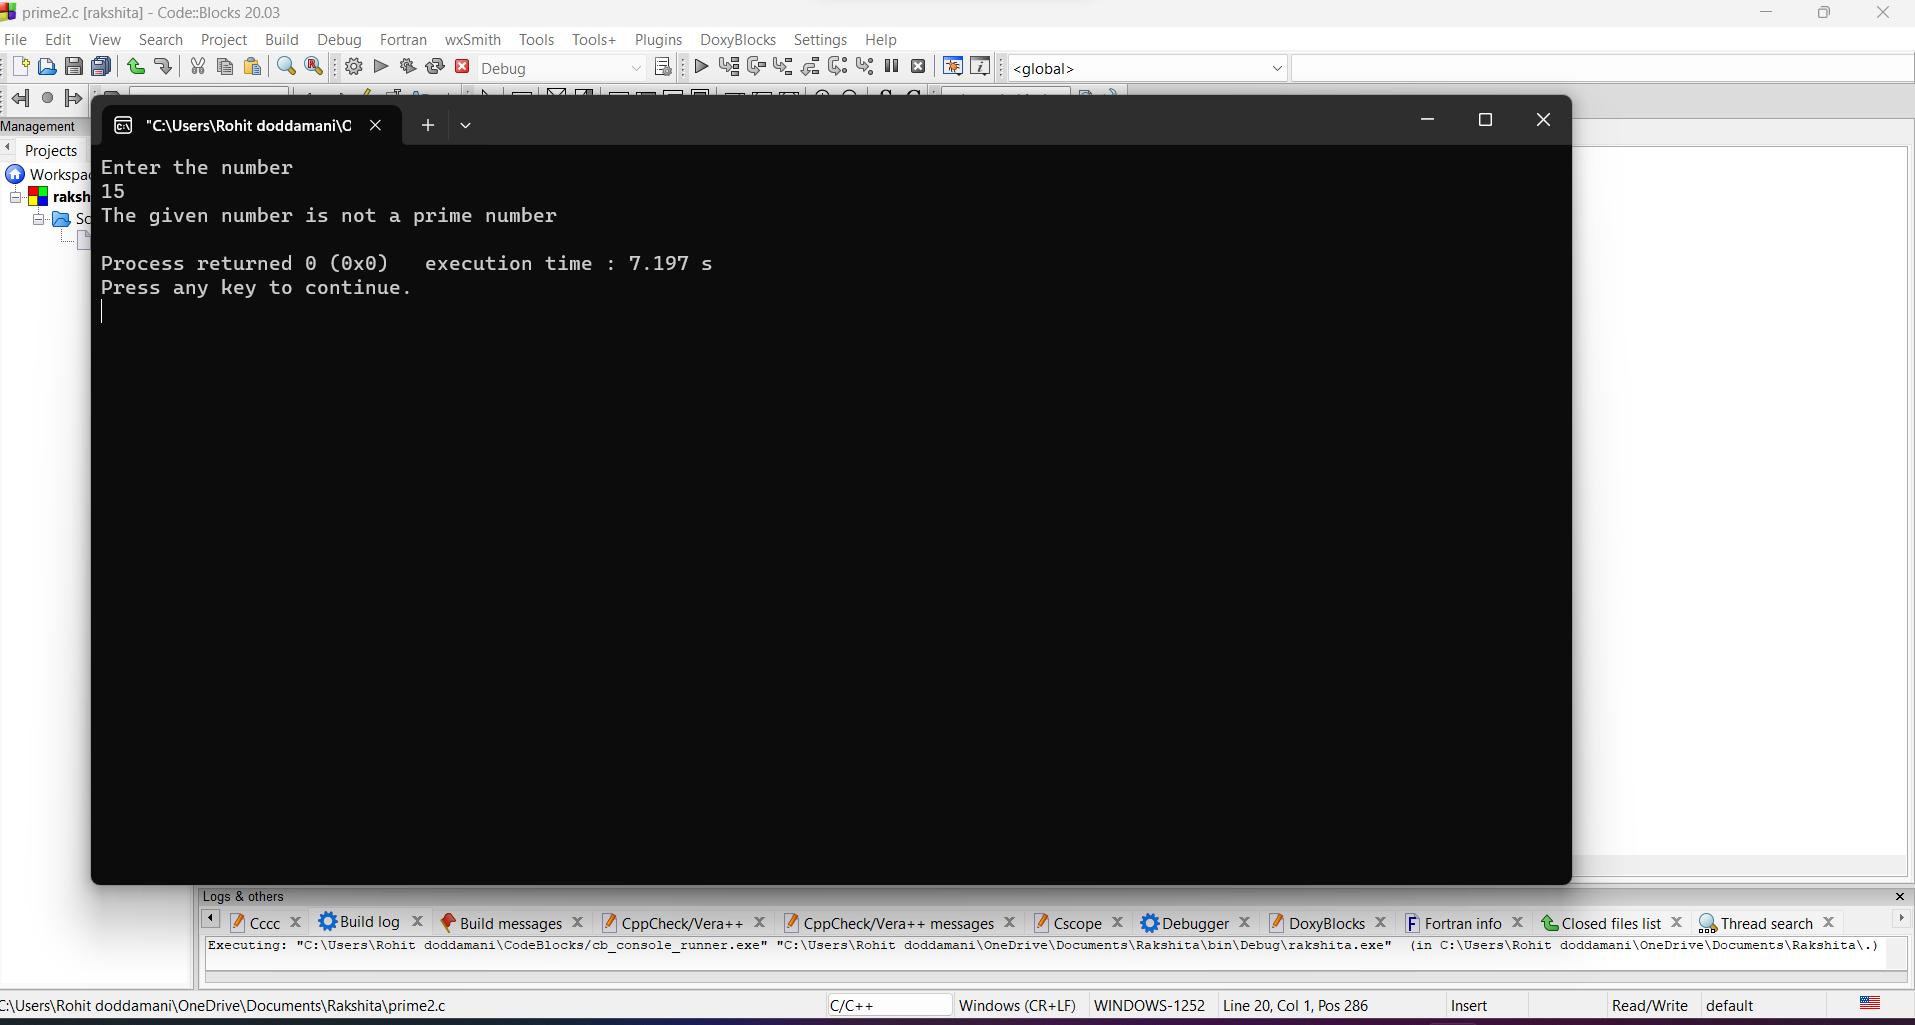 prime2.c [rakshita] - Code::Blocks 20.03
File Edit View Search Project Build Debug Fortran wxSmith Tools Tools+ Plugins DoxyBlocks Settings Help
Debug <global>
Management
"C:\Users\Rohit doddamani\O
Projects
Workspac
raksh
So
Enter the number
15
The given number is not a prime number
Process returned 0 (0x0)   execution time : 7.197 s
Press any key to continue.
Logs & others
Cccc Build log Build messages CppCheck/Vera++ CppCheck/Vera++ messages Cscope Debugger DoxyBlocks Fortran info Closed files list Thread search
Executing: "C:\Users\Rohit doddamani\CodeBlocks/cb_console_runner.exe" "C:\Users\Rohit doddamani\OneDrive\Documents\Rakshita\bin\Debug\rakshita.exe"  (in C:\Users\Rohit doddamani\OneDrive\Documents\Rakshita\.)
C:\Users\Rohit doddamani\OneDrive\Documents\Rakshita\prime2.c C/C++ Windows (CR+LF) WINDOWS-1252 Line 20, Col 1, Pos 286 Insert Read/Write default